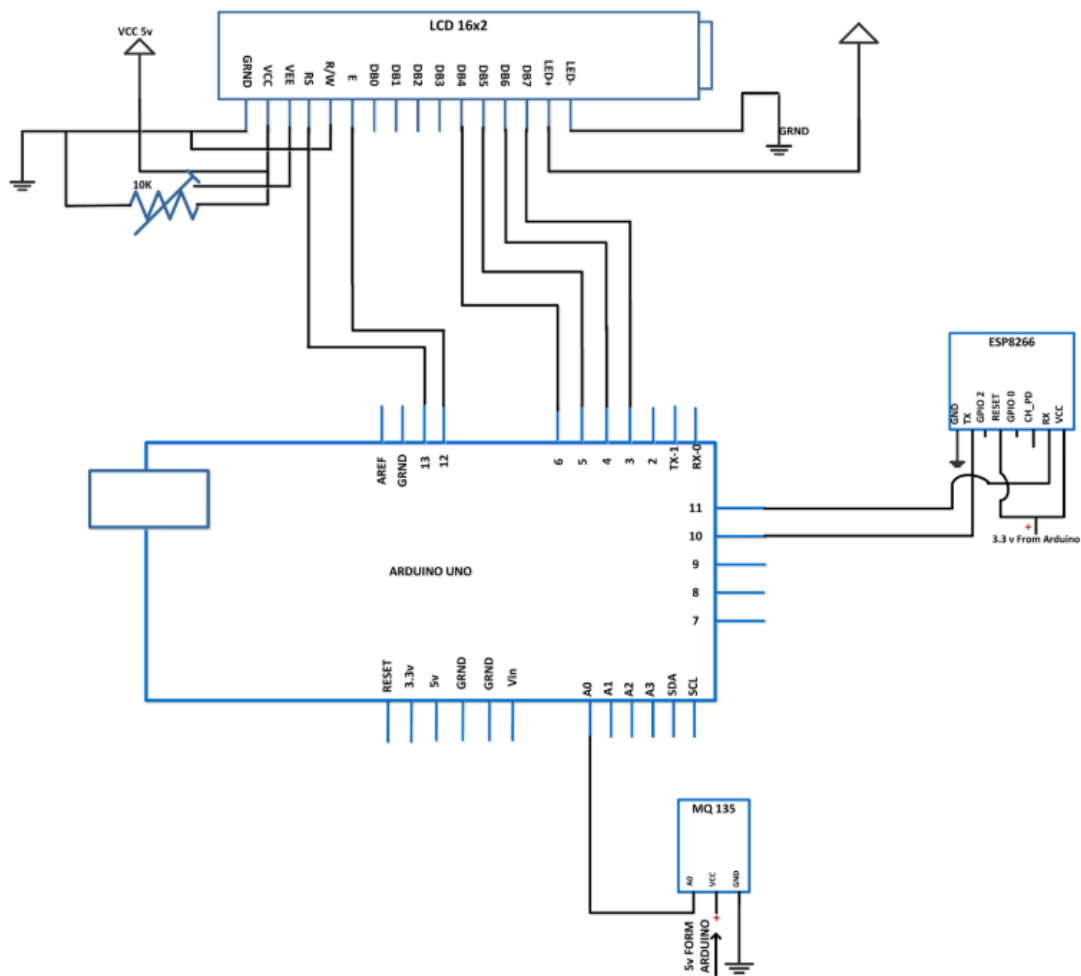 LCD 16x2
VCC 5v
GRND
VCC
VEE
RS
R/W
E
DB0
DB1
DB2
DB3
DB4
DB5
DB6
DB7
LED+
LED-
GRND
10K
ESP8266
GND
TX
GPIO 2
RESET
GPIO 0
CH_PD
RX
VCC
+
3.3 v From Arduino
AREF
GRND
13
12
6
5
4
3
2
TX-1
RX-0
11
10
9
8
7
ARDUINO UNO
RESET
3.3v
5v
GRND
GRND
Vin
A0
A1
A2
A3
SDA
SCL
MQ 135
A0
VCC
GND
+
5v FORM
ARDUINO